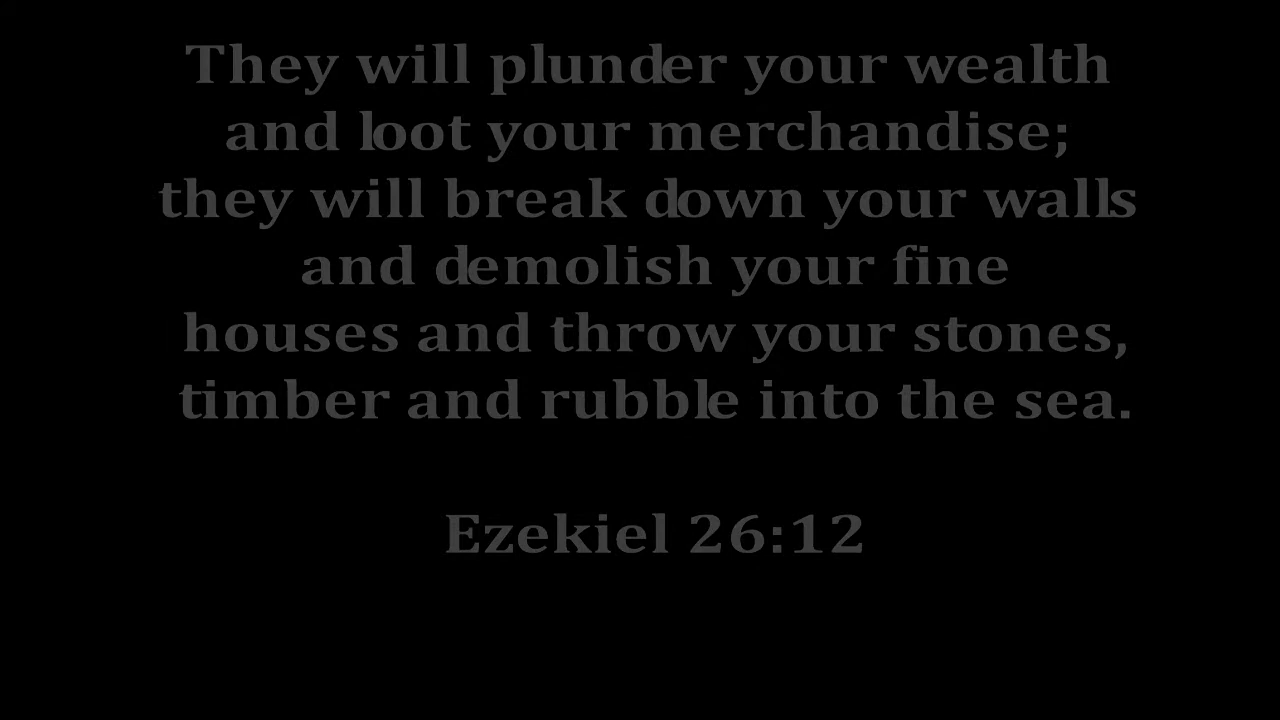 They will plunder your wealth
and loot your merchandise;
they will break down your walls
and demolish your fine
houses and throw your stones,
timber and rubble into the sea.
Ezekiel 26:12